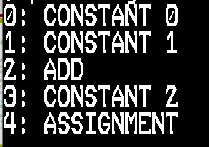 0: CONSTANT 0
1: CONSTANT 1
2: ADD
3: CONSTANT 2
4: ASSIGNMENT